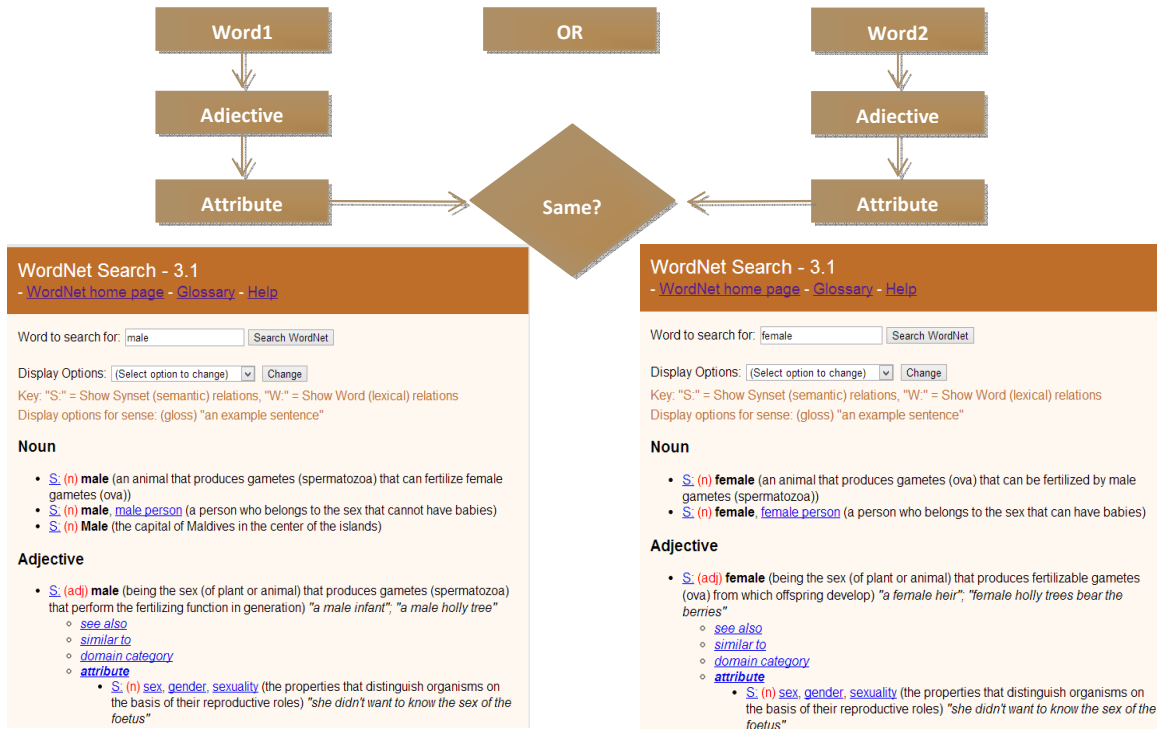 Word1
OR
Word2
Adjective
Adjective
Attribute
Same?
Attribute
WordNet Search - 3.1
- WordNet home page - Glossary - Help
Word to search for: male Search WordNet
Display Options: (Select option to change) Change
Key: "S:" = Show Synset (semantic) relations, "W:" = Show Word (lexical) relations
Display options for sense: (gloss) "an example sentence"
Noun
• S: (n) male (an animal that produces gametes (spermatozoa) that can fertilize female
gametes (ova))
• S: (n) male, male person (a person who belongs to the sex that cannot have babies)
• S: (n) Male (the capital of Maldives in the center of the islands)
Adjective
• S: (adj) male (being the sex (of plant or animal) that produces gametes (spermatozoa)
that perform the fertilizing function in generation) "a male infant"; "a male holly tree"
○ see also
○ similar to
○ domain category
○ attribute
• S: (n) sex, gender, sexuality (the properties that distinguish organisms on
the basis of their reproductive roles) "she didn't want to know the sex of the
foetus"
WordNet Search - 3.1
- WordNet home page - Glossary - Help
Word to search for: female Search WordNet
Display Options: (Select option to change) Change
Key: "S:" = Show Synset (semantic) relations, "W:" = Show Word (lexical) relations
Display options for sense: (gloss) "an example sentence"
Noun
• S: (n) female (an animal that produces gametes (ova) that can be fertilized by male
gametes (spermatozoa))
• S: (n) female, female person (a person who belongs to the sex that can have babies)
Adjective
• S: (adj) female (being the sex (of plant or animal) that produces fertilizable gametes
(ova) from which offspring develop) "a female heir"; "female holly trees bear the
berries"
○ see also
○ similar to
○ domain category
○ attribute
• S: (n) sex, gender, sexuality (the properties that distinguish organisms on
the basis of their reproductive roles) "she didn't want to know the sex of the
foetus"